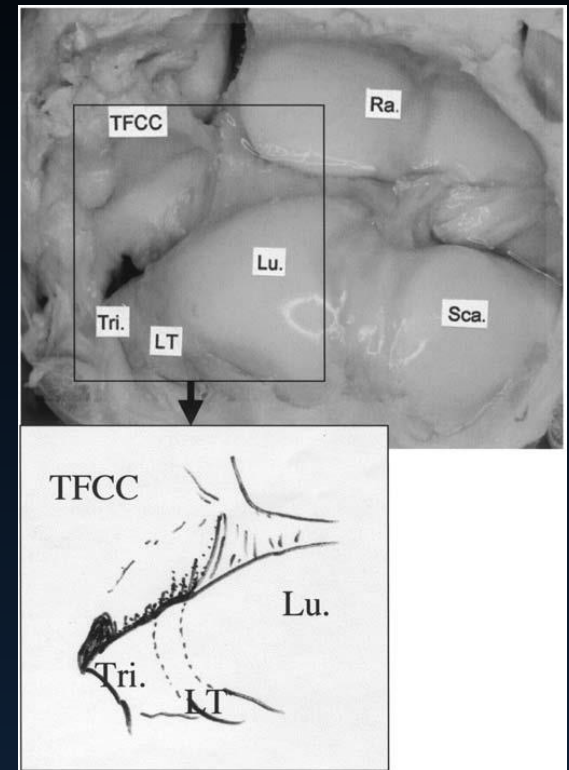 TFCC
Ra.
Lu.
Sca.
Tri.
LT
TFCC
Lu.
Tri.
LT